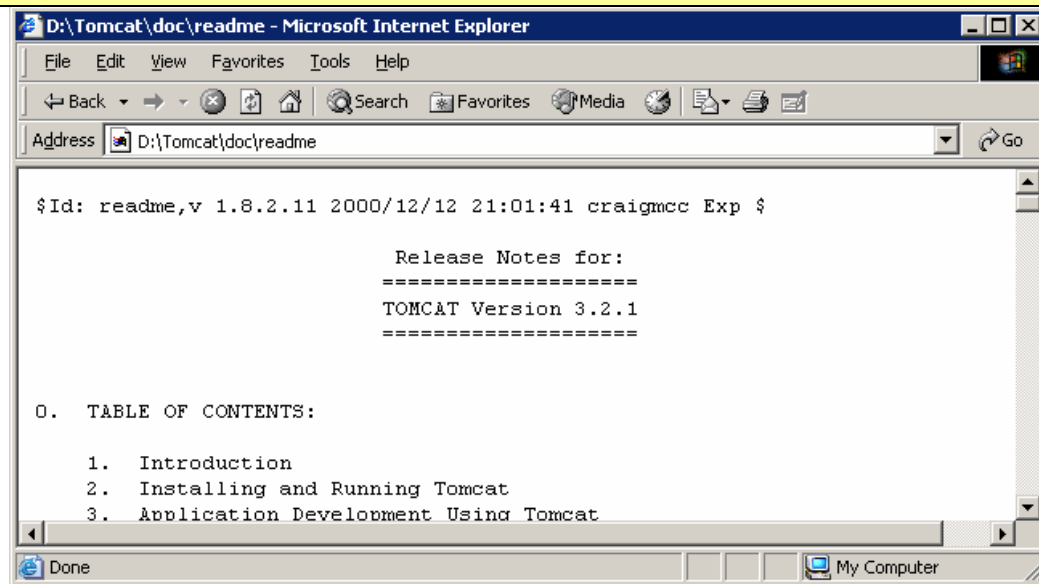 D:\Tomcat\doc\readme - Microsoft Internet Explorer
File Edit View Favorites Tools Help
Back Search Favorites Media
Address D:\Tomcat\doc\readme Go
$Id: readme,v 1.8.2.11 2000/12/12 21:01:41 craigmcc Exp $
Release Notes for:
====================
TOMCAT Version 3.2.1
====================
0. TABLE OF CONTENTS:
1. Introduction
2. Installing and Running Tomcat
3. Application Development Using Tomcat
Done My Computer